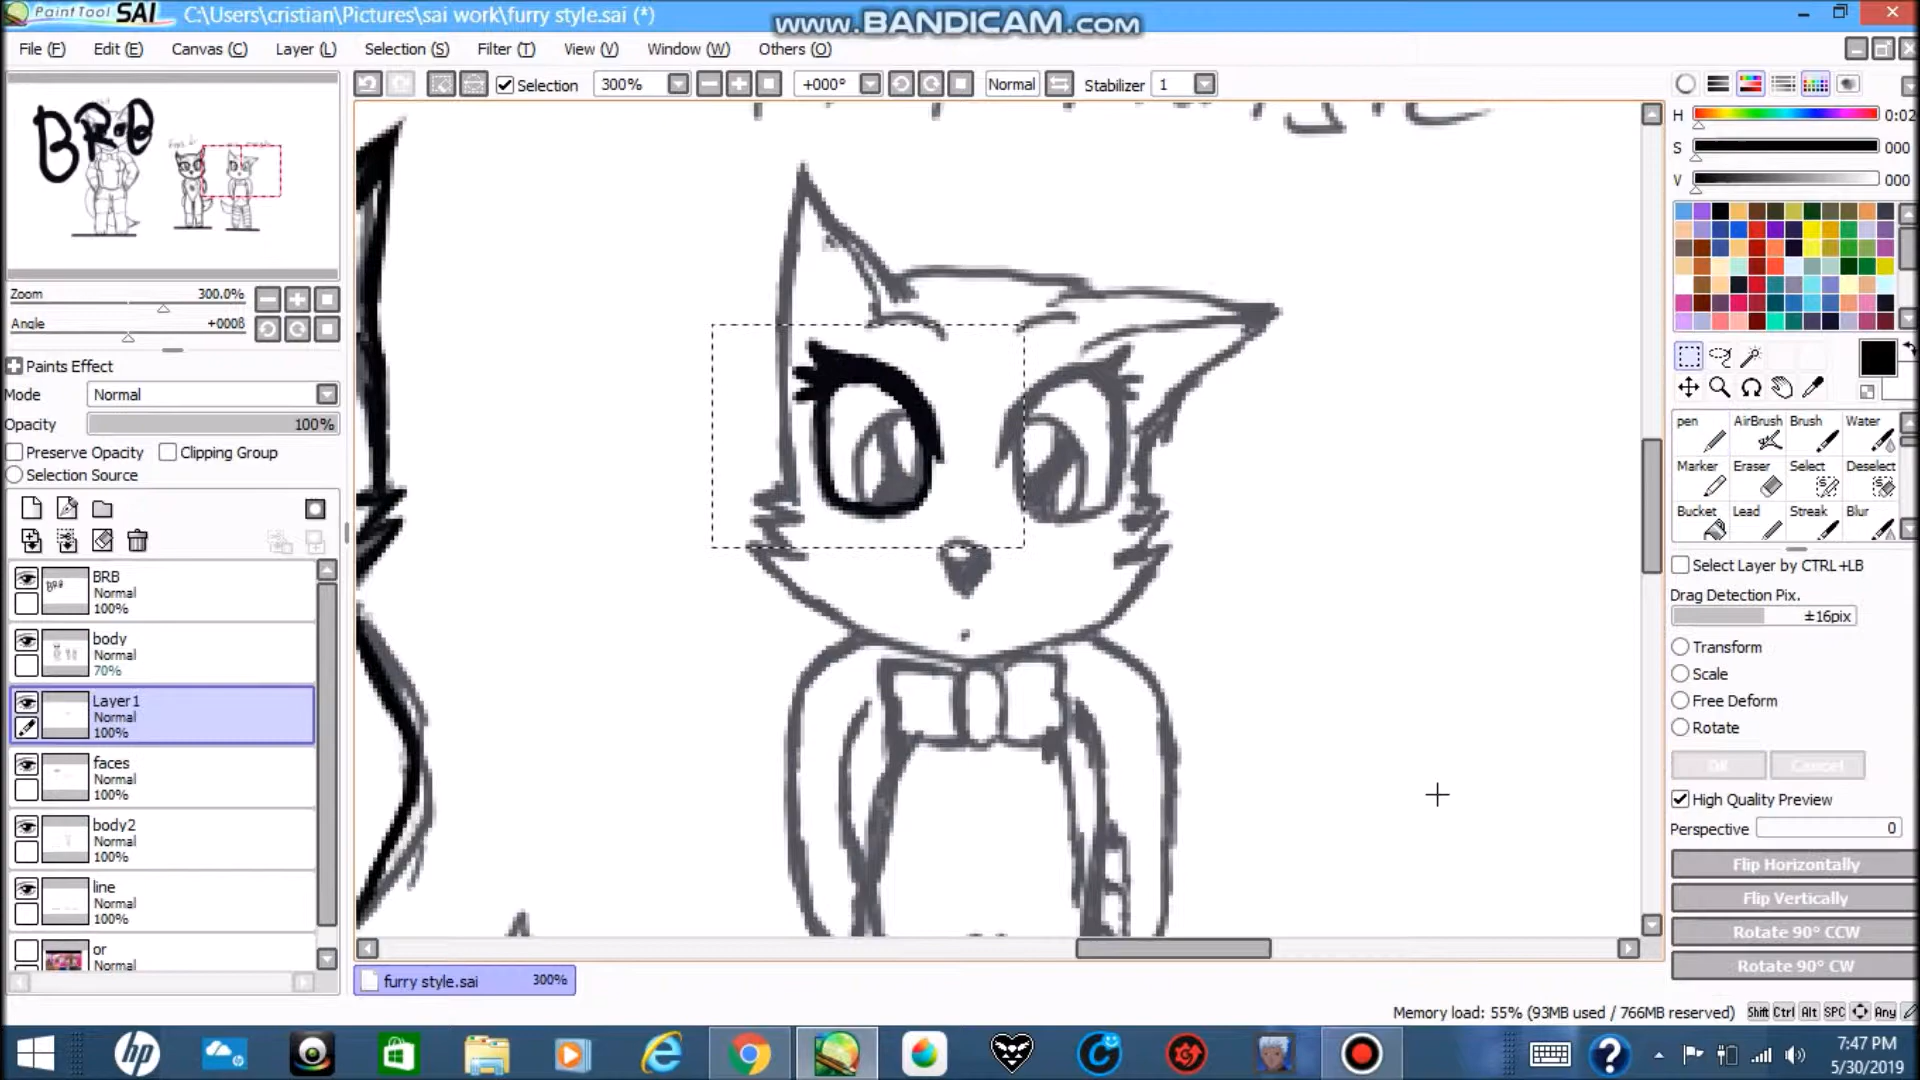 PaintTool SAI C:\Users\cristian\Pictures\sai work\furry style.sai (*)
www.BANDICAM.com
File (F) Edit (E) Canvas (C) Layer (L) Selection (S) Filter (T) View (V) Window (W) Others (O)
Selection 300% +000° Normal Stabilizer 1
BRB
Zoom 300.0%
Angle +000ß
Paints Effect
Mode Normal
Opacity 100%
Preserve Opacity Clipping Group
Selection Source
BRB
Normal
100%
body
Normal
70%
Layer1
Normal
100%
faces
Normal
100%
body2
Normal
100%
line
Normal
100%
or
Normal
H 0:02
S 000
V 000
pen AirBrush Brush Water
Marker Eraser Select Deselect
Bucket Lead Streak Blur
Select Layer by CTRL+LB
Drag Detection Pix.
±16pix
Transform
Scale
Free Deform
Rotate
OK Cancel
High Quality Preview
Perspective 0
Flip Horizontally
Flip Vertically
Rotate 90° CCW
Rotate 90° CW
furry style.sai 300%
Memory load: 55% (93MB used / 766MB reserved) Shift Ctrl Alt SPC Any
hp
7:47 PM
5/30/2019